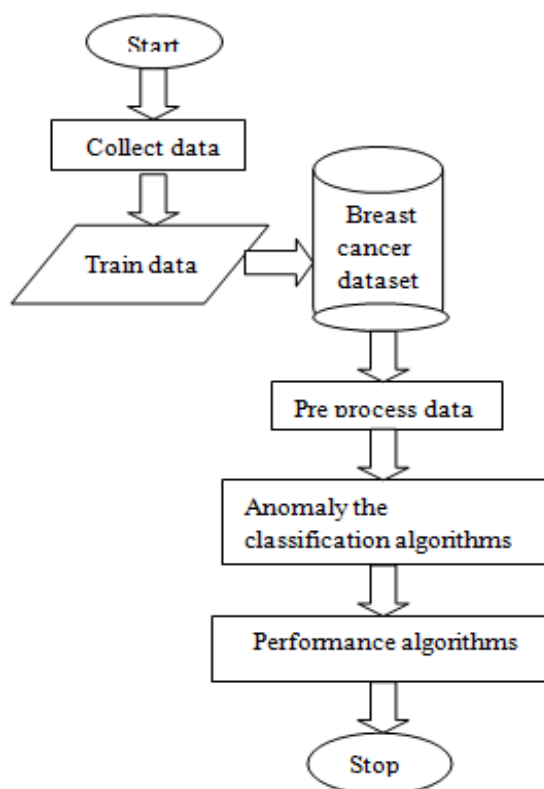 Start
Collect data
Train data
Breast
cancer
dataset
Pre process data
Anomaly the
classification algorithms
Performance algorithms
Stop